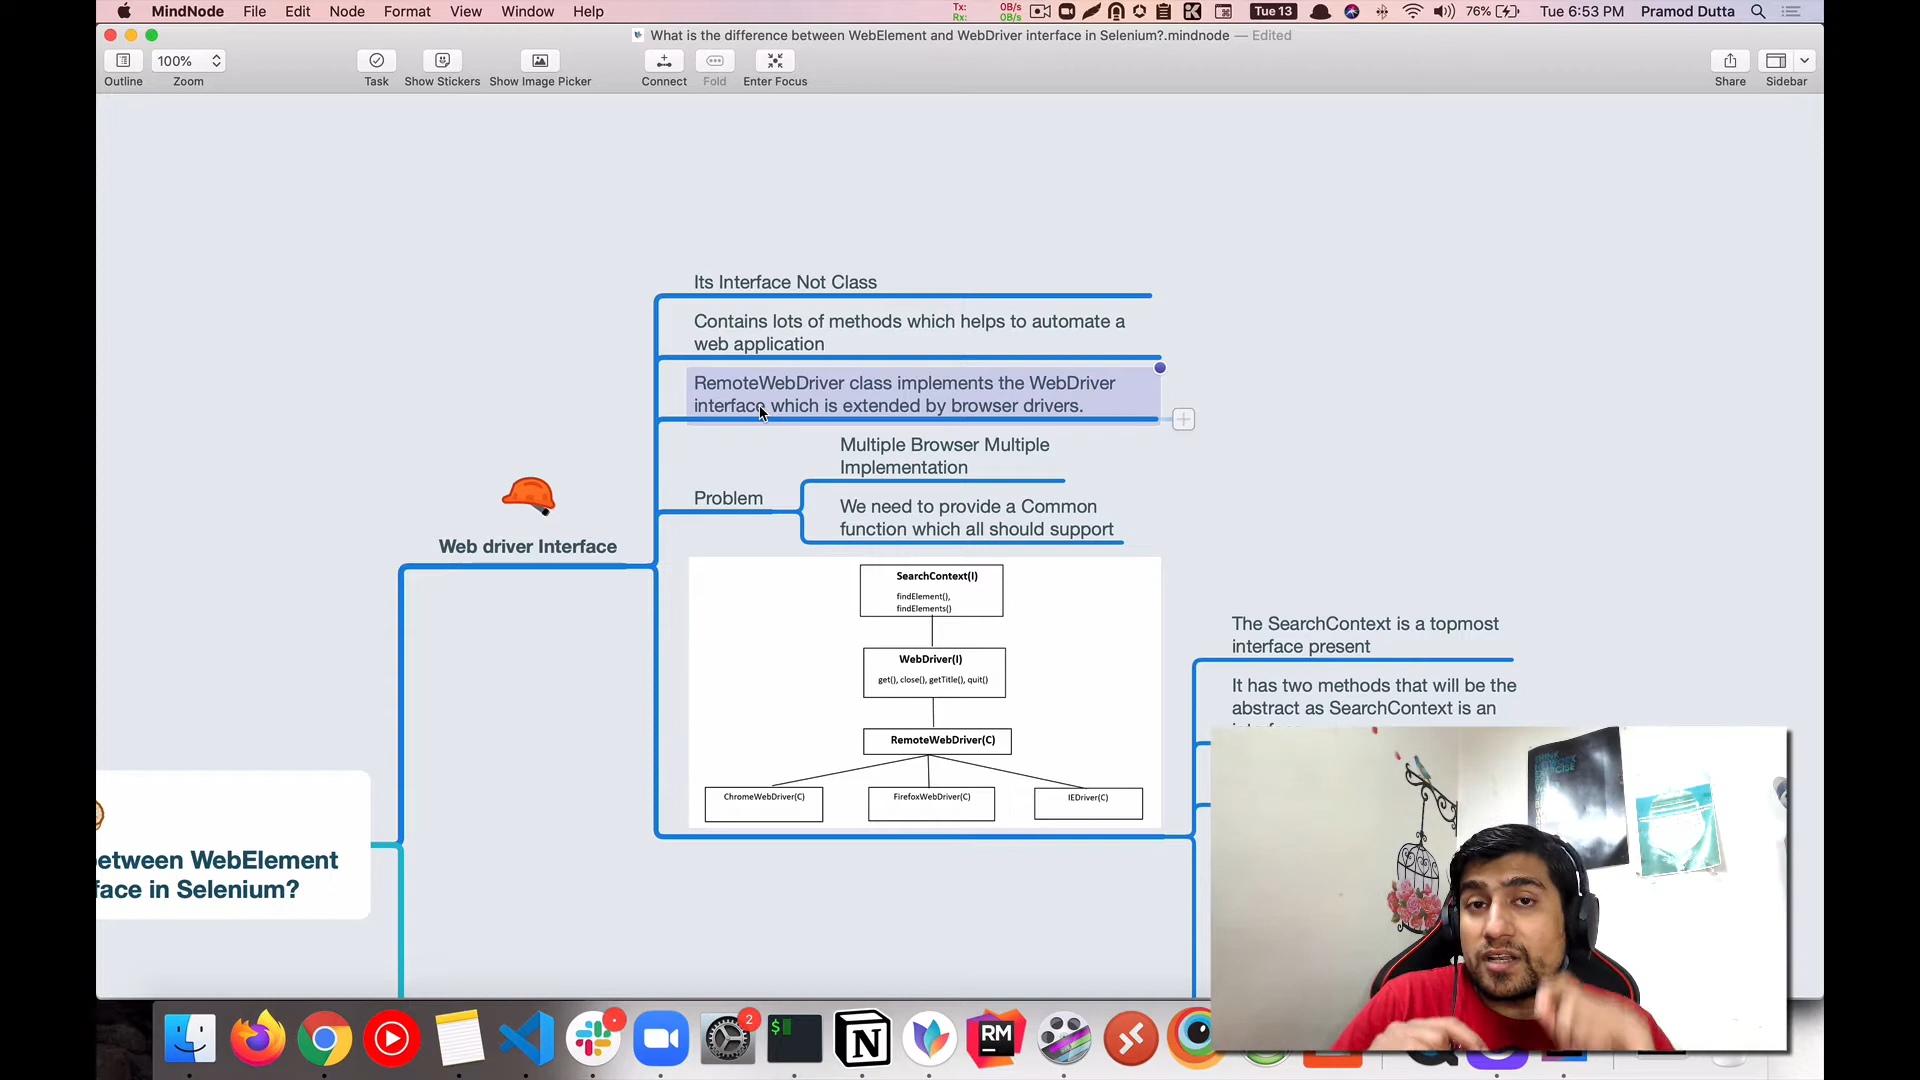 MindNode File Edit Node Format View Window Help
Tx: 0B/s
Rx: 0B/s
Tue 13
76%
Tue 6:53 PM Pramod Dutta
What is the difference between WebElement and WebDriver interface in Selenium?.mindnode — Edited
100%
Outline Zoom Task Show Stickers Show Image Picker Connect Fold Enter Focus Share Sidebar
Its Interface Not Class
Contains lots of methods which helps to automate a
web application
RemoteWebDriver class implements the WebDriver
interface which is extended by browser drivers.
Multiple Browser Multiple
Implementation
Problem
We need to provide a Common
function which all should support
Web driver Interface
SearchContext(I)
findElement(),
findElements()
WebDriver(I)
get(), close(), getTitle(), quit()
RemoteWebDriver(C)
ChromeWebDriver(C)
FirefoxWebDriver(C)
IEDriver(C)
The SearchContext is a topmost
interface present
It has two methods that will be the
abstract as SearchContext is an
etween WebElement
face in Selenium?
2
$
N
RM